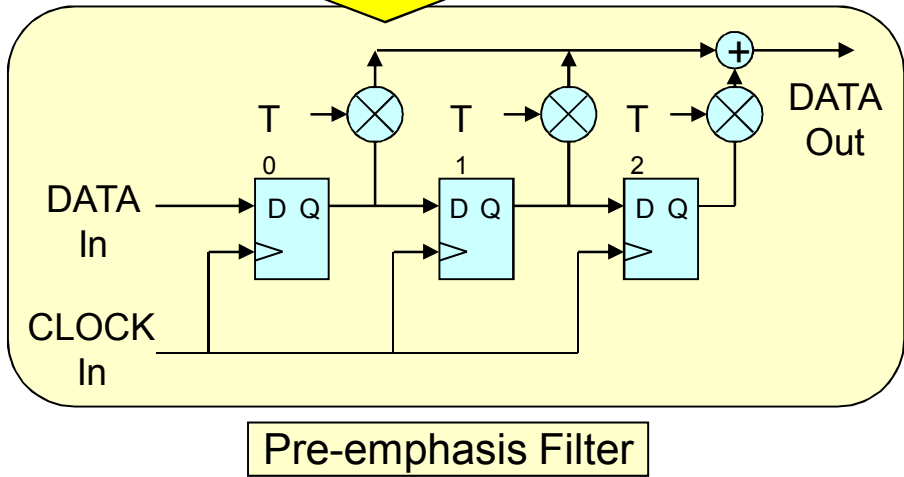 +
T T T DATA
Out
0 1 2
DATA D Q D Q D Q
In
CLOCK
In
Pre-emphasis Filter